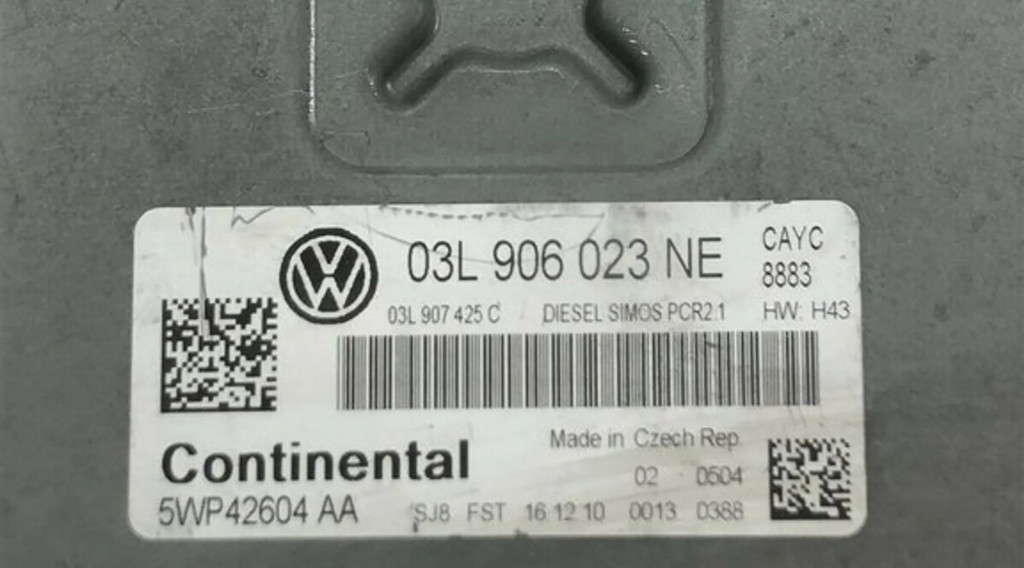 03L 906 023 NE
CAYC
8883
03L 907 425 C DIESEL SIMOS PCR2.1 HW: H43
Made in Czech Rep
Continental
02 0504
5WP42604 AA SJ8 FST 16 12 10 0013 0388